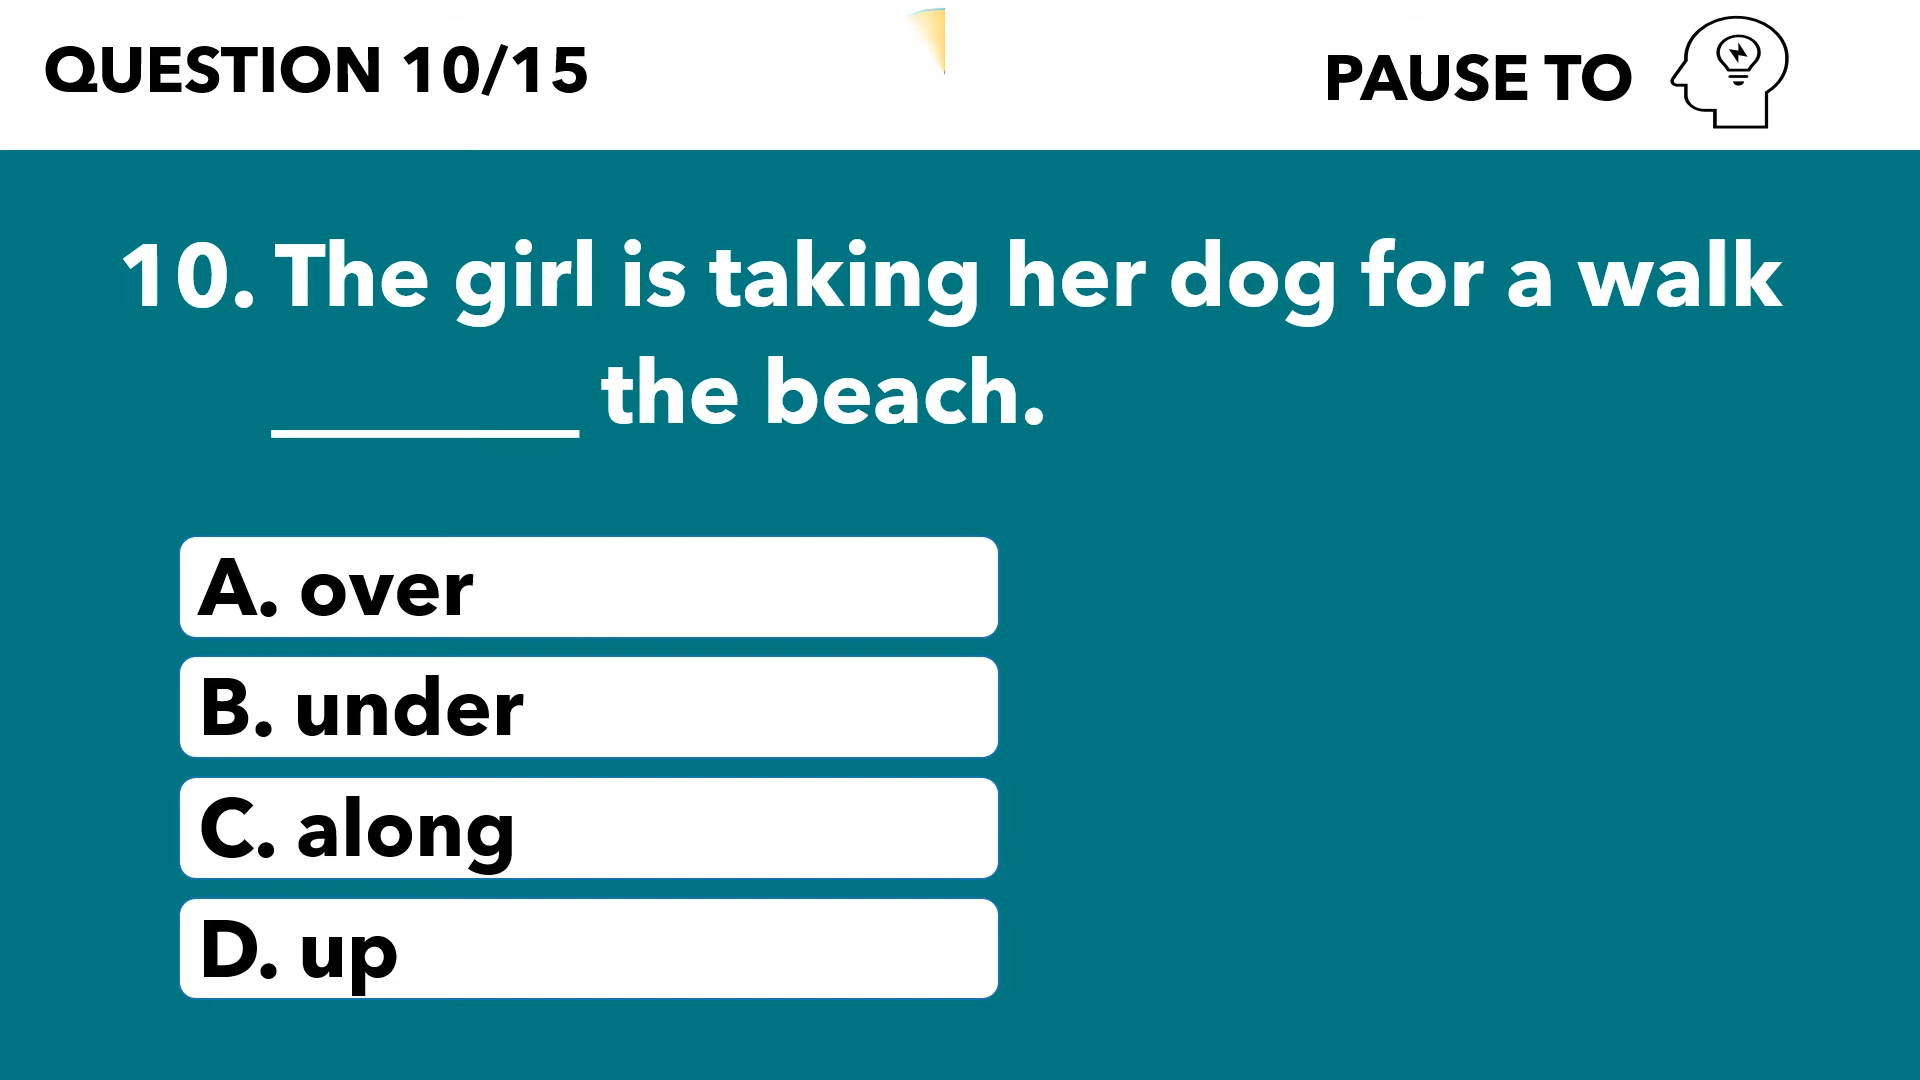 QUESTION 10/15
PAUSE TO
10. The girl is taking her dog for a walk
________ the beach.
A. over
B. under
C. along
D. up